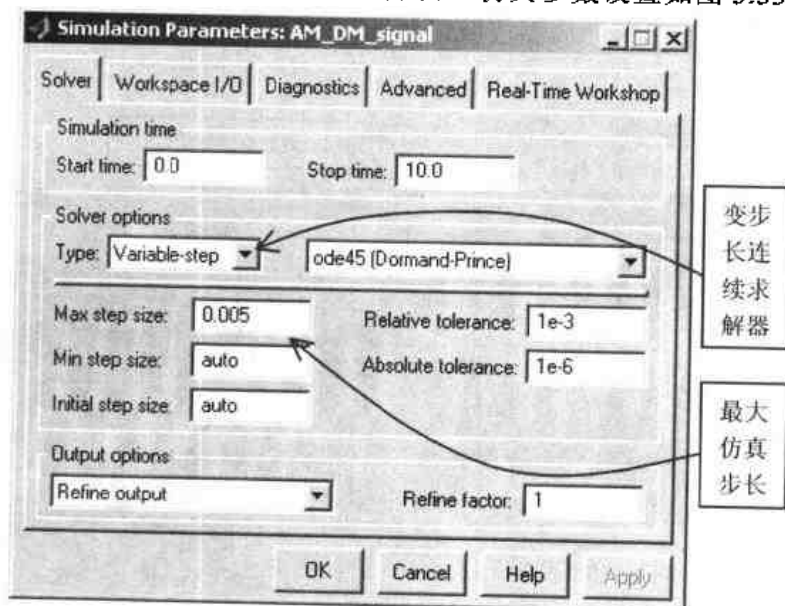 Simulation Parameters: AM_DM_signal
Solver Workspace I/O Diagnostics Advanced Real-Time Workshop
Simulation time
Start time: 0.0 Stop time: 10.0
Solver options
Type: Variable-step ode45 (Dormand-Prince)
Max step size: 0.005 Relative tolerance: 1e-3
Min step size: auto Absolute tolerance: 1e-6
Initial step size: auto
Output options
Refine output Refine factor: 1
OK Cancel Help Apply
变步
长连
续求
解器
最大
仿真
步长